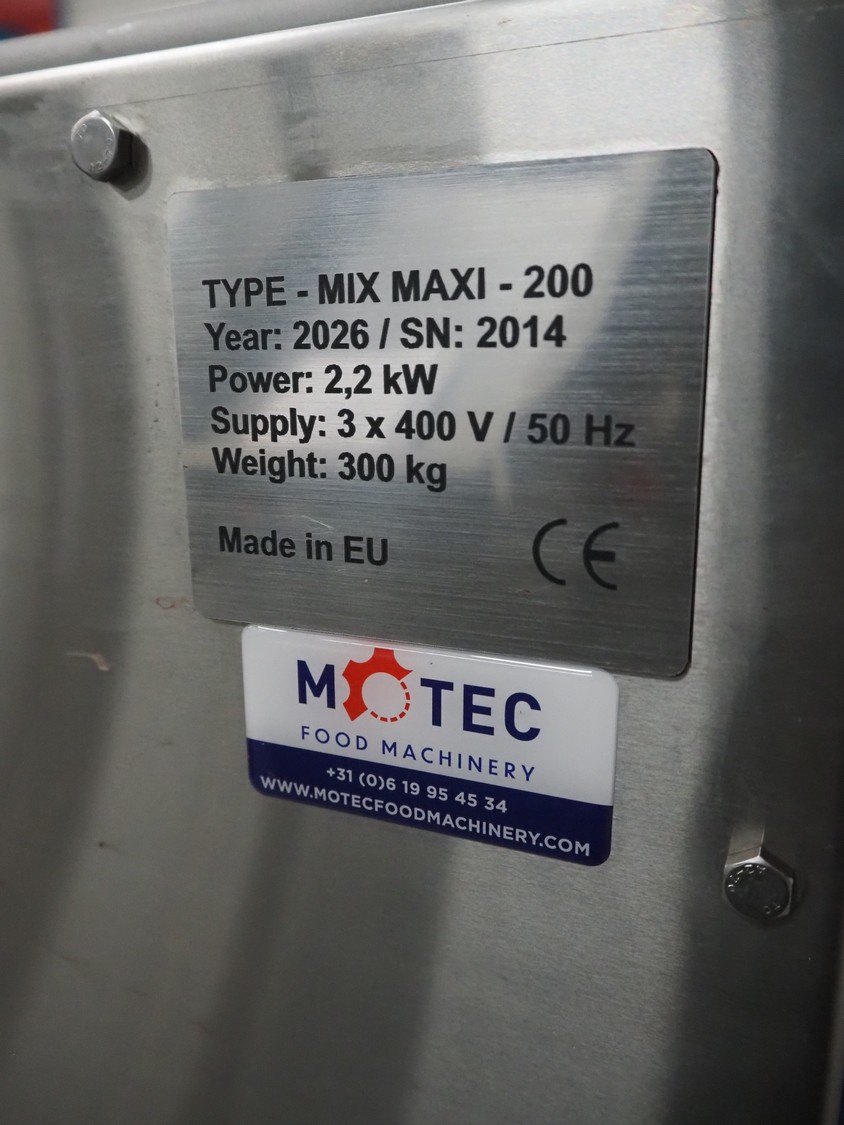 TYPE - MIX MAXI - 200
Year: 2026 / SN: 2014
Power: 2,2 kW
Supply: 3 x 400 V / 50 Hz
Weight: 300 kg
Made in EU
CE
MOTEC
FOOD MACHINERY
+31 (0)6 19 95 45 34
WWW.MOTECFOODMACHINERY.COM